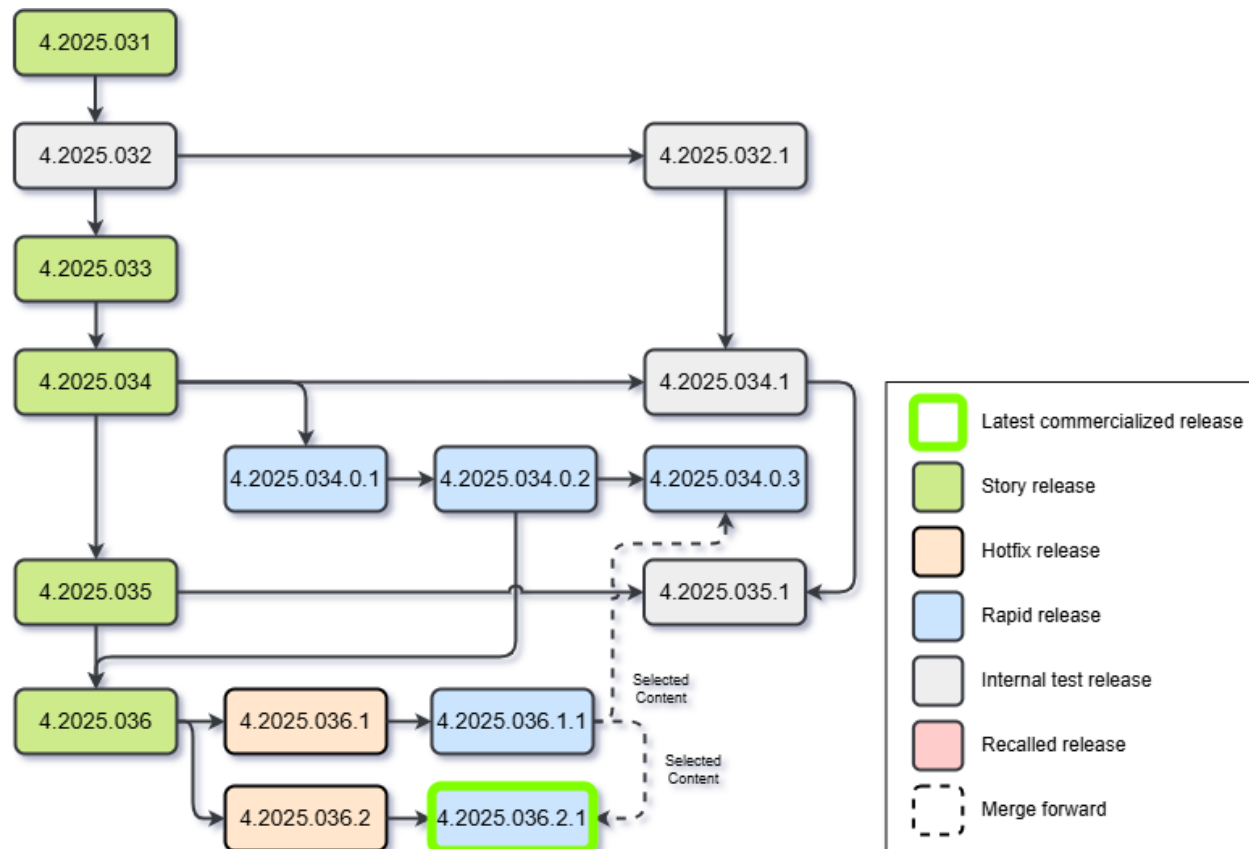 4.2025.031
4.2025.032
4.2025.032.1
4.2025.033
4.2025.034
4.2025.034.1
4.2025.034.0.1
4.2025.034.0.2
4.2025.034.0.3
4.2025.035
4.2025.035.1
4.2025.036
4.2025.036.1
4.2025.036.1.1
Selected
Content
Selected
Content
4.2025.036.2
4.2025.036.2.1
Latest commercialized release
Story release
Hotfix release
Rapid release
Internal test release
Recalled release
Merge forward